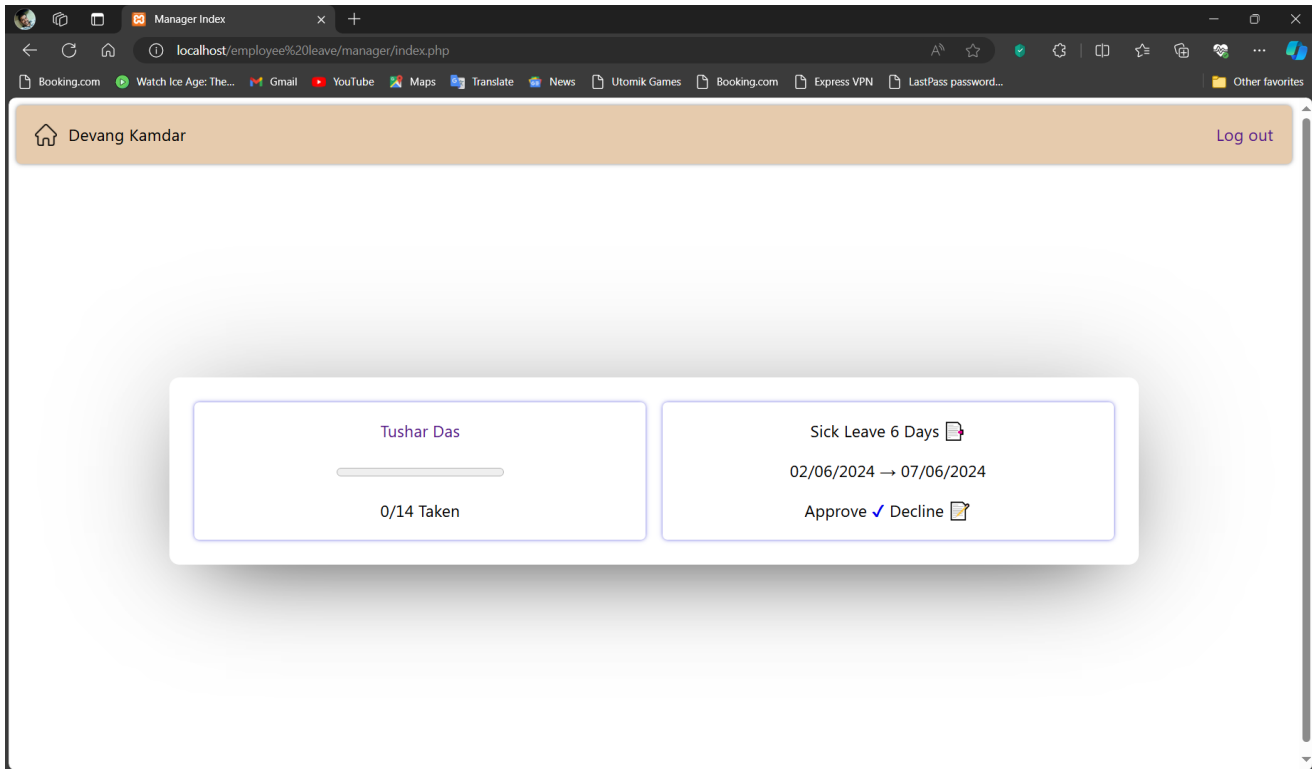 Manager Index
localhost/employee%20leave/manager/index.php
Booking.com Watch Ice Age: The... Gmail YouTube Maps Translate News Utomik Games Booking.com Express VPN LastPass password... Other favorites
Devang Kamdar Log out
Tushar Das
0/14 Taken
Sick Leave 6 Days
02/06/2024 → 07/06/2024
Approve ✓ Decline